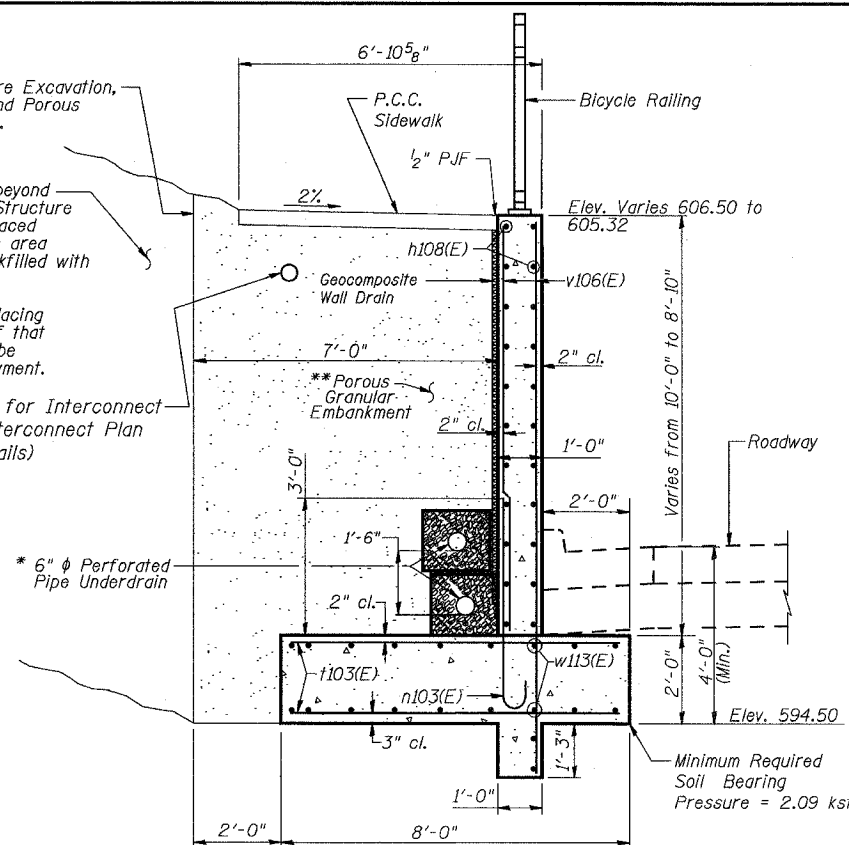 6'-10 5/8"
re Excavation,
nd Porous
P.C.C.
Sidewalk
Bicycle Railing
1/2" PJF
2%
Elev. Varies 606.50 to
605.32
beyond
Structure
aced
area
kfilled with
h108(E)
Geocomposite
Wall Drain
v106(E)
lacing
f that
be
yment.
7'-0"
2" cl.
**Porous
Granular
Embankment
for Interconnect
terconnect Plan
ails)
2" cl.
1'-0"
Varies from 10'-0" to 8'-10"
Roadway
3'-0"
2'-0"
1'-6"
* 6" φ Perforated
Pipe Underdrain
2" cl.
t103(E)
w113(E)
n103(E)
2'-0"
4'-0"
(Min.)
Elev. 594.50
3" cl.
1'-3"
Minimum Required
Soil Bearing
Pressure = 2.09 ksf
1'-0"
2'-0"
8'-0"